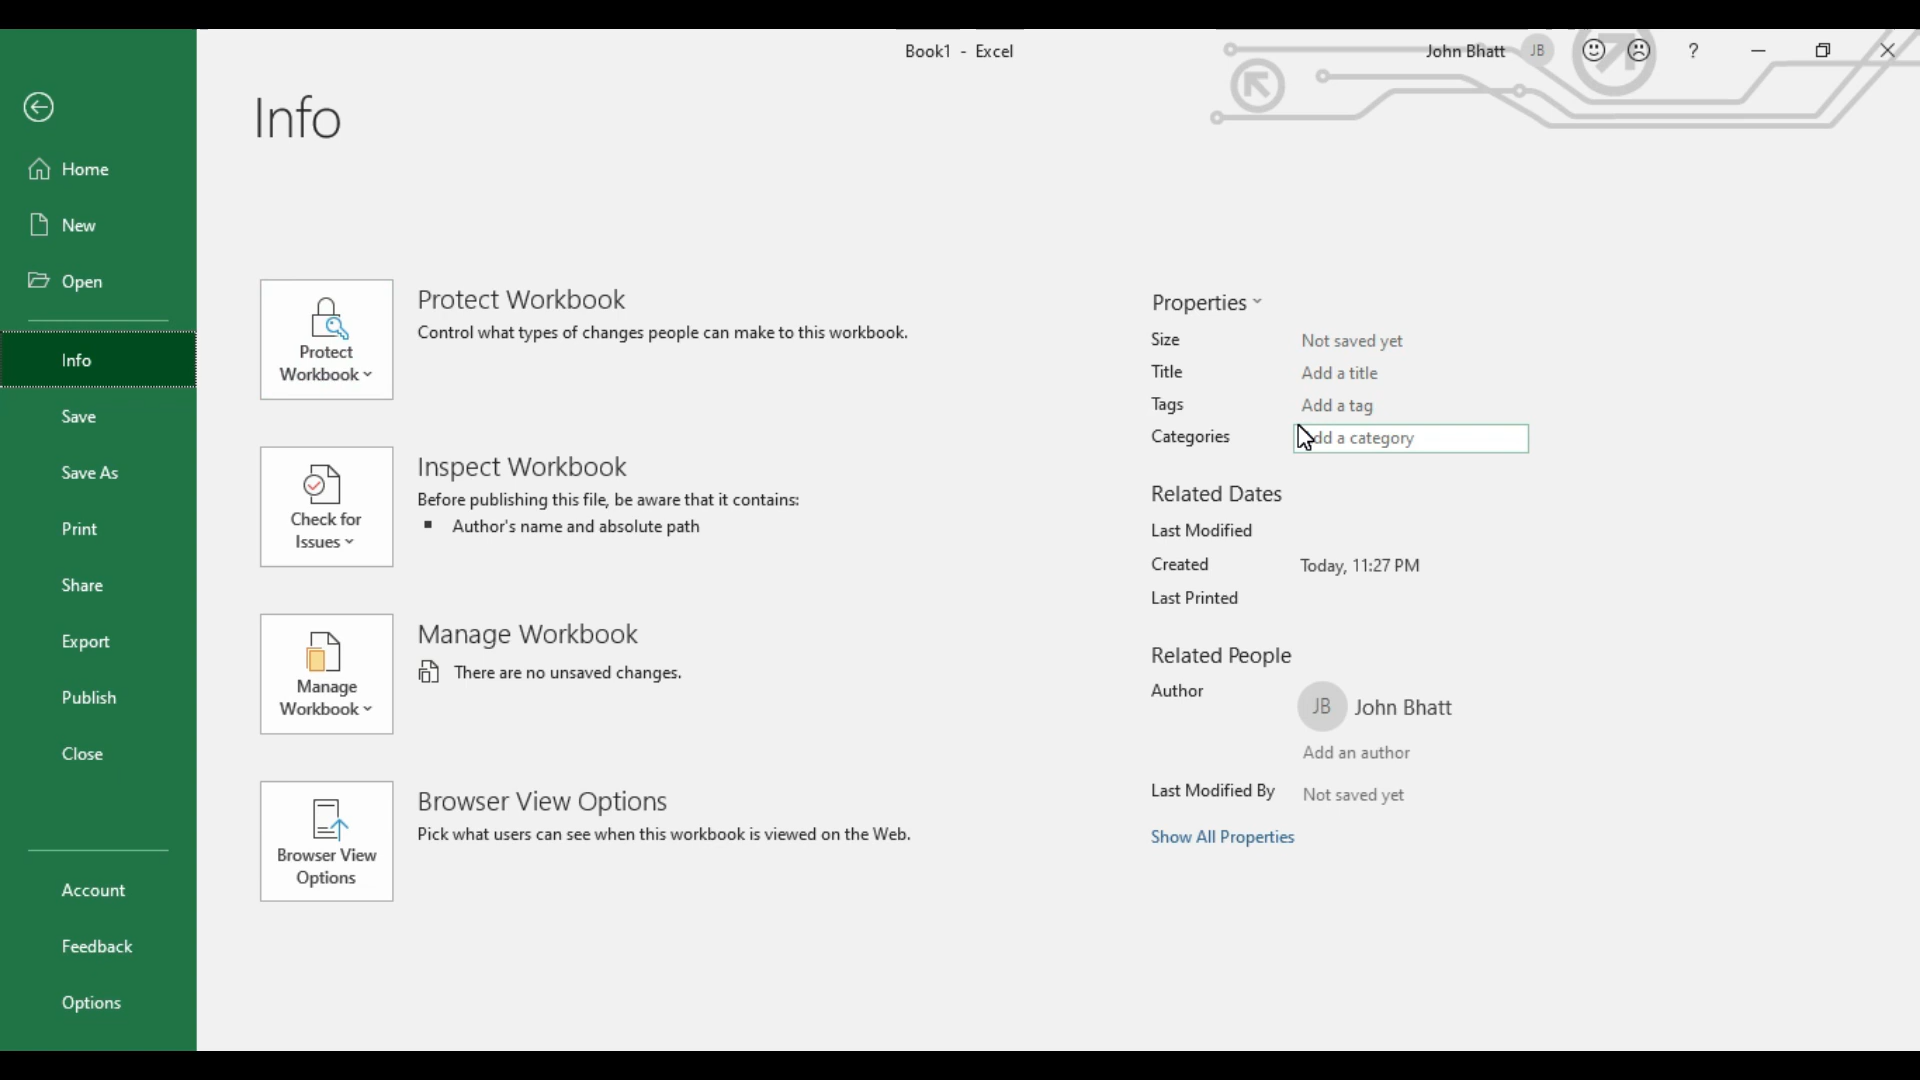 Book1 - Excel
John Bhatt JB
?
Info
Home
New
Open
Info
Save
Save As
Print
Share
Export
Publish
Close
Account
Feedback
Options
Protect
Workbook
Protect Workbook
Control what types of changes people can make to this workbook.
Check for
Issues
Inspect Workbook
Before publishing this file, be aware that it contains:
Author's name and absolute path
Manage
Workbook
Manage Workbook
There are no unsaved changes.
Browser View
Options
Browser View Options
Pick what users can see when this workbook is viewed on the Web.
Properties
Size Not saved yet
Title Add a title
Tags Add a tag
Categories Add a category
Related Dates
Last Modified
Created Today, 11:27 PM
Last Printed
Related People
Author JB John Bhatt
Add an author
Last Modified By Not saved yet
Show All Properties